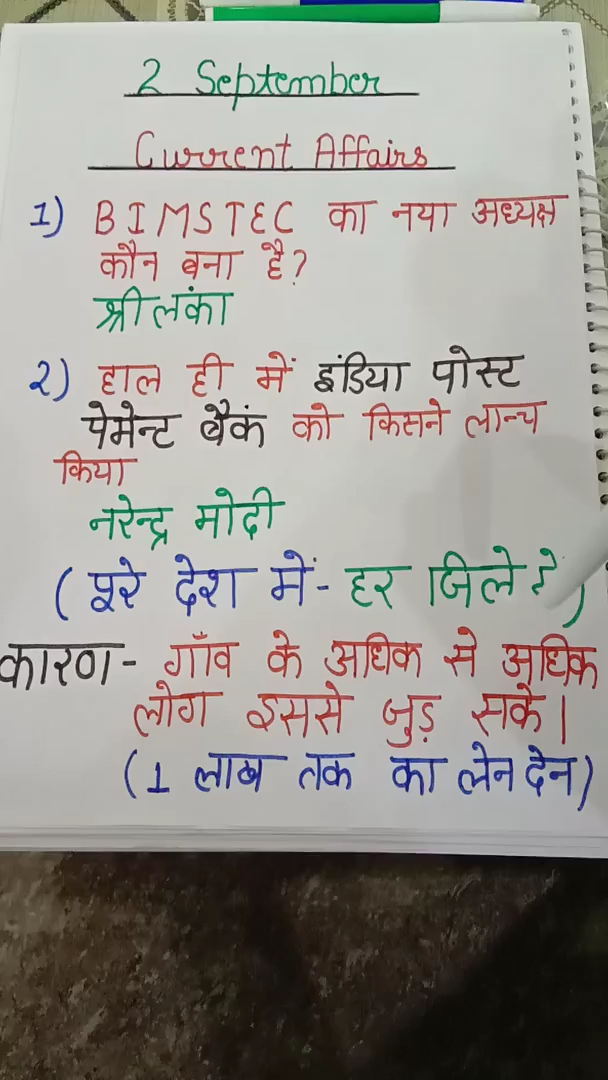 2 September
Current Affairs
1) BIMSTEC का नया अध्यक्ष
कौन बना है?
श्रीलंका
2) हाल ही में इंडिया पोस्ट
पेमेन्ट बैकं को किसने लान्च
किया
नरेन्द्र मोदी
(पूरे देश में - हर जिले )
कारण - गाँव के अधिक से अधिक
लोग इससे जुड़ सके।
(1 लाख तक का लेन देन)